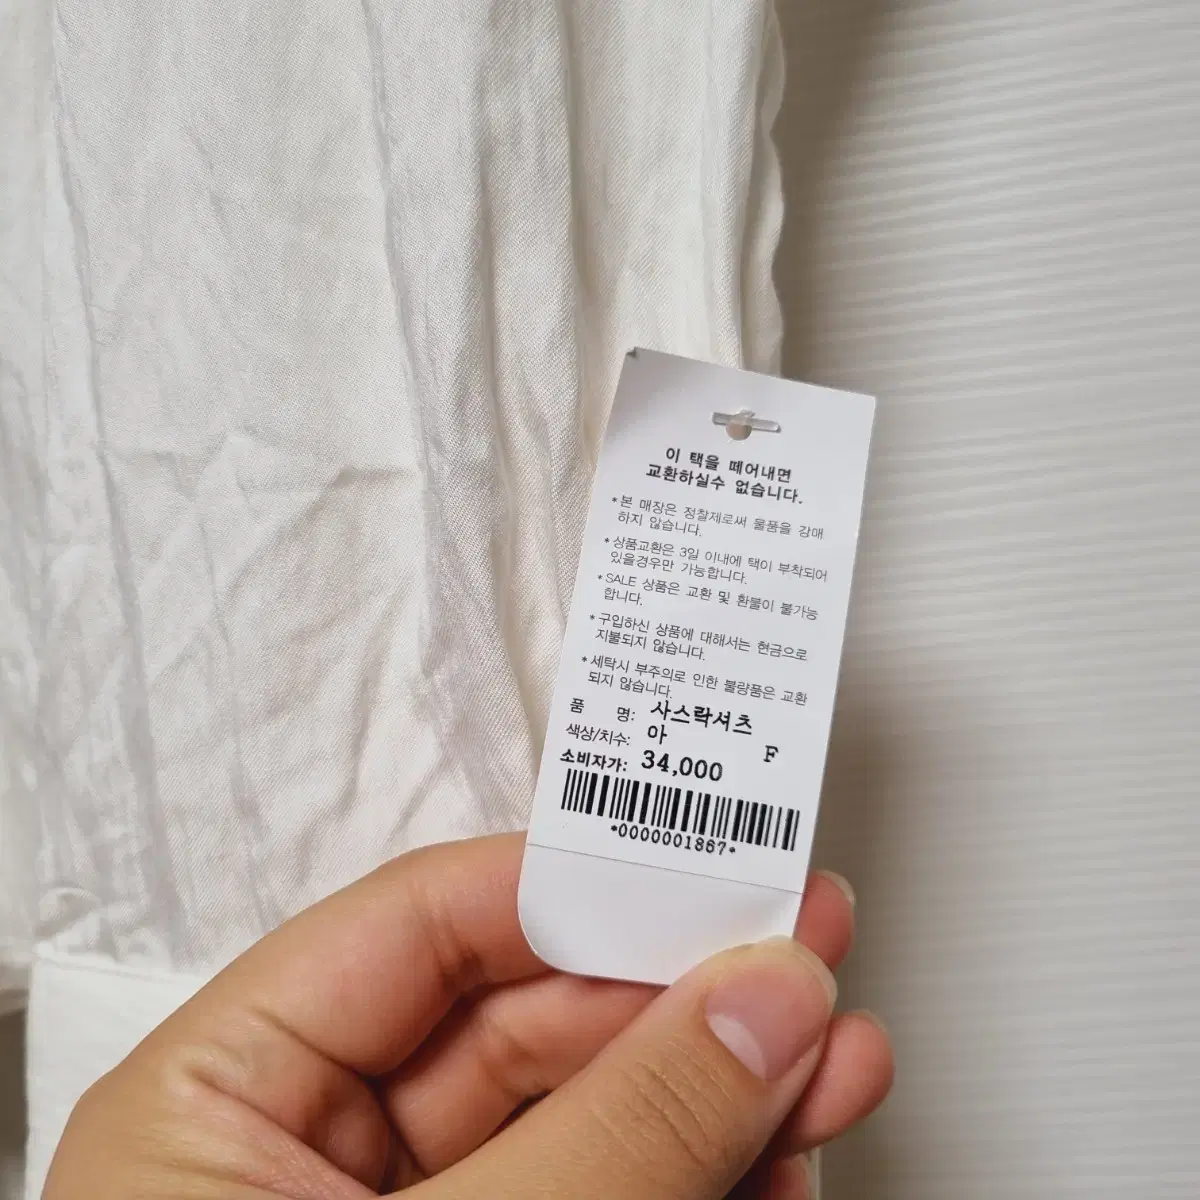 이 택을 떼어내면
교환하실수 없습니다.
*본 매장은 정찰제로써 물품을 강매
하지 않습니다.
*상품교환은 3일 이내에 택이 부착되어
있을경우만 가능합니다.
*SALE 상품은 교환 및 환불이 불가능
합니다.
*구입하신 상품에 대해서는 현금으로
지불되지 않습니다.
*세탁시 부주의로 인한 불량품은 교환
되지 않습니다.
품 명: 사스락셔츠
색상/치수: 아 F
소비자가: 34,000
*0000001867*